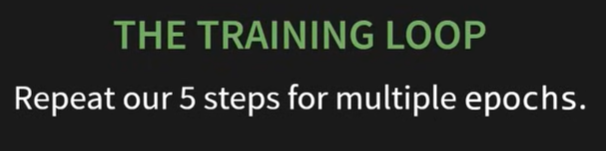 THE TRAINING LOOP
Repeat our 5 steps for multiple epochs.